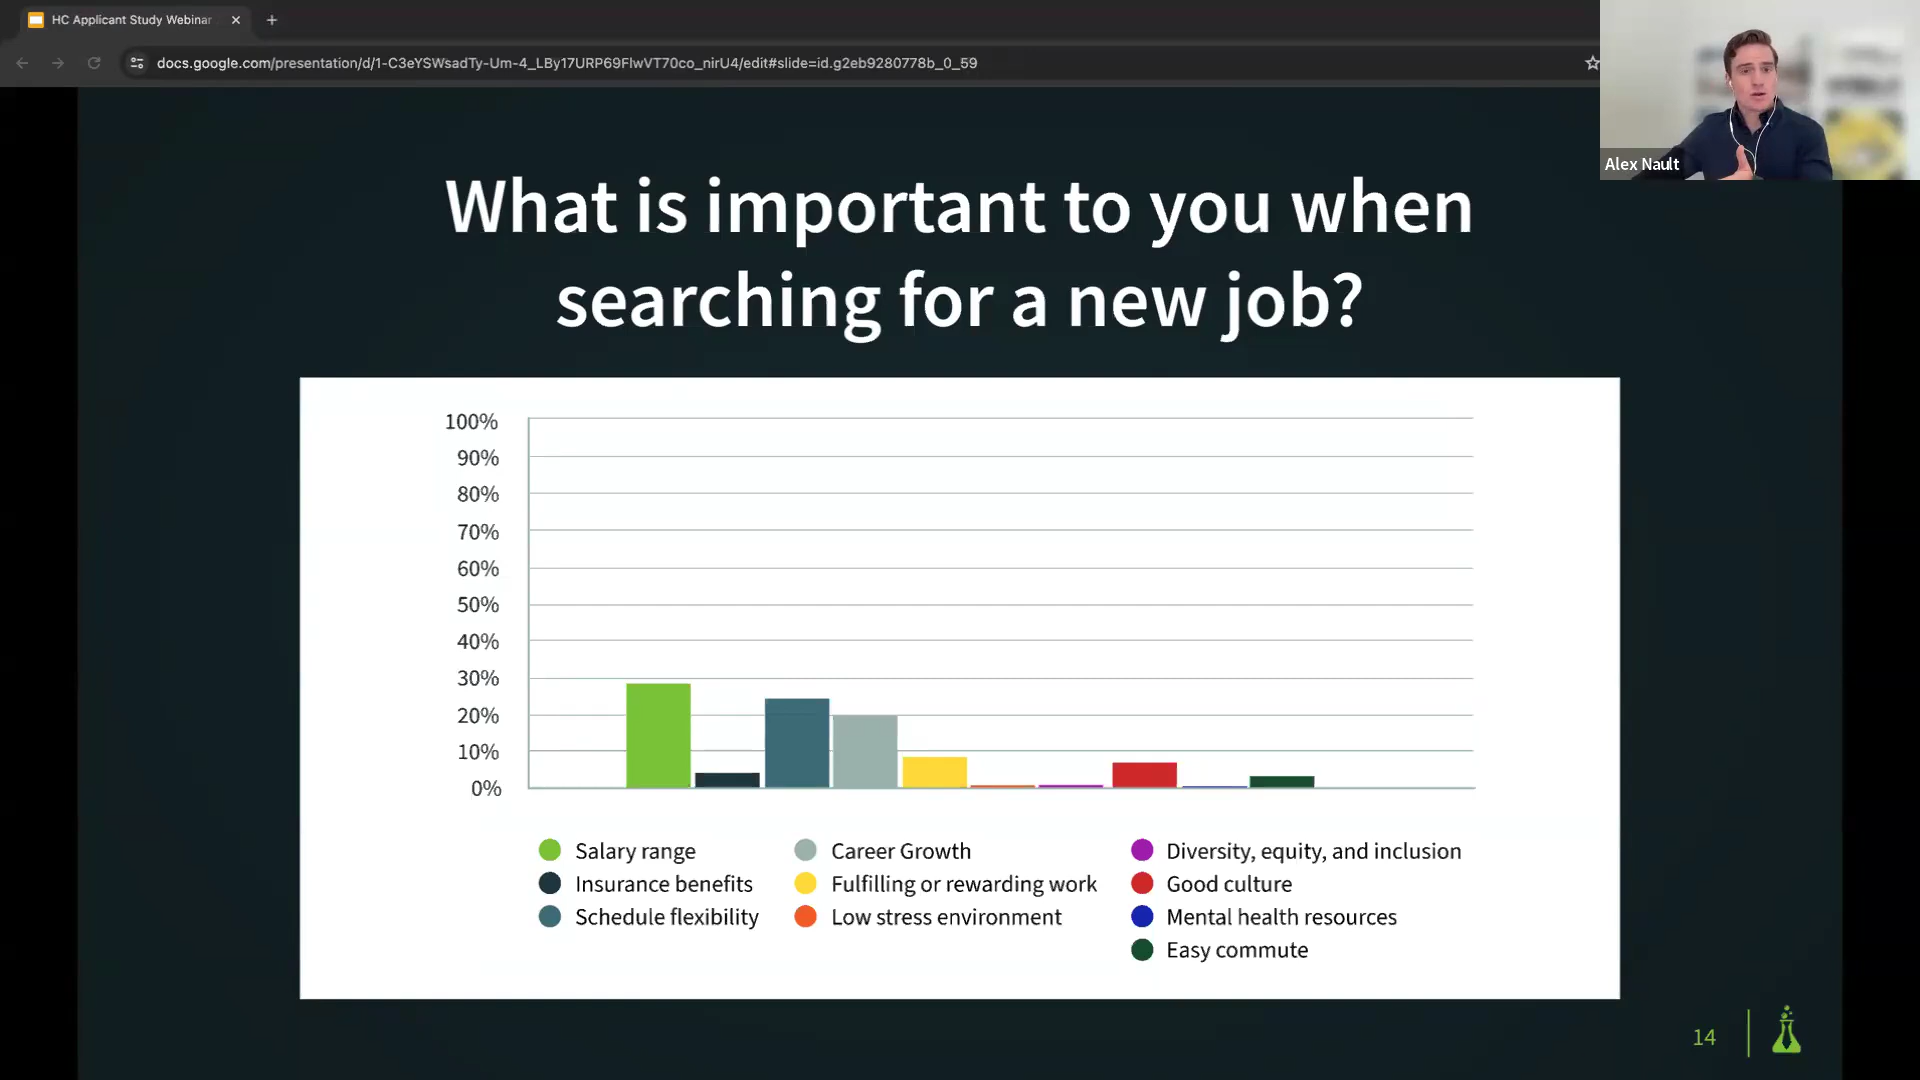 HC Applicant Study Webinar
docs.google.com/presentation/d/1-C3eYSWsadTy-Um-4_LBy17URP69FlwVT70co_nirU4/edit#slide=id.g2eb9280778b_0_59
Alex Nault
What is important to you when
searching for a new job?
100%
90%
80%
70%
60%
50%
40%
30%
20%
10%
0%
Salary range
Insurance benefits
Schedule flexibility
Career Growth
Fulfilling or rewarding work
Low stress environment
Diversity, equity, and inclusion
Good culture
Mental health resources
Easy commute
14